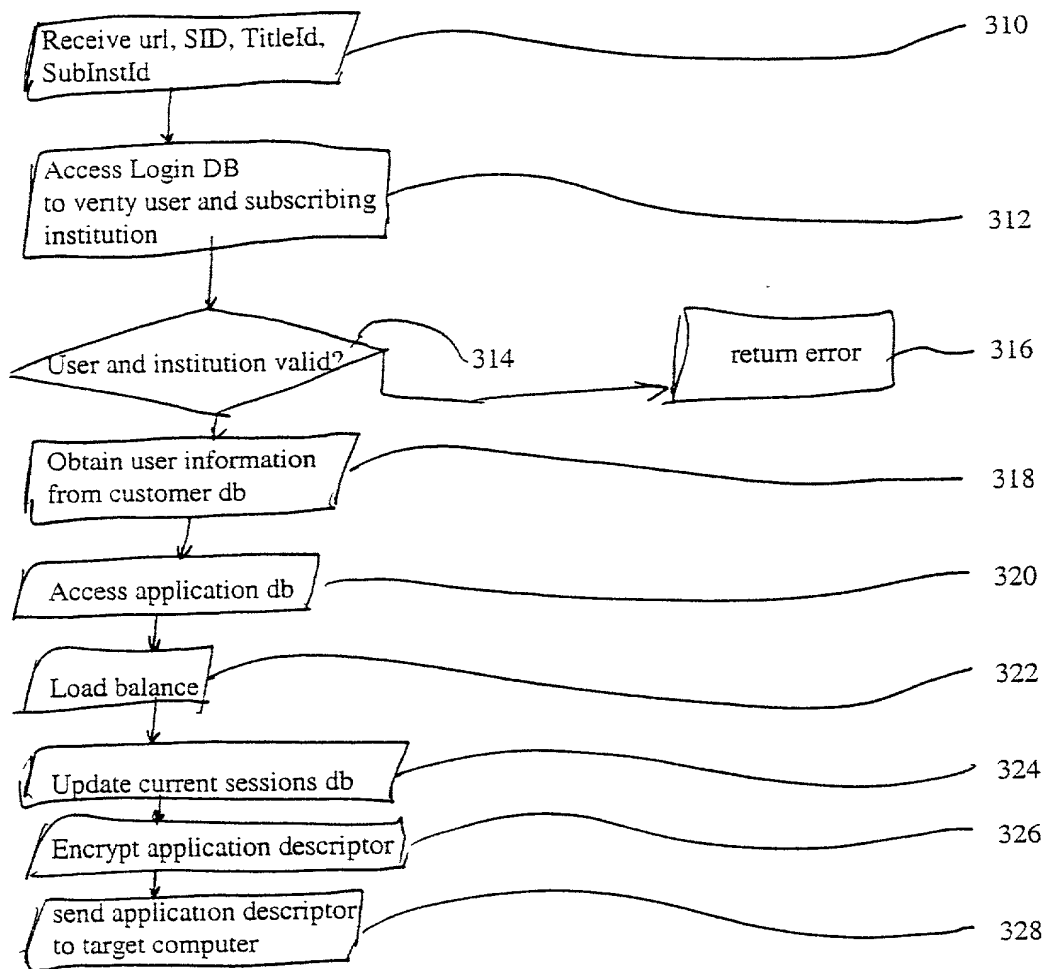 Receive url, SID, TitleId,
SubInstId
310
Access Login DB
to verify user and subscribing
institution
312
User and institution valid?
314
return error
316
Obtain user information
from customer db
318
Access application db
320
Load balance
322
Update current sessions db
324
Encrypt application descriptor
326
send application descriptor
to target computer
328